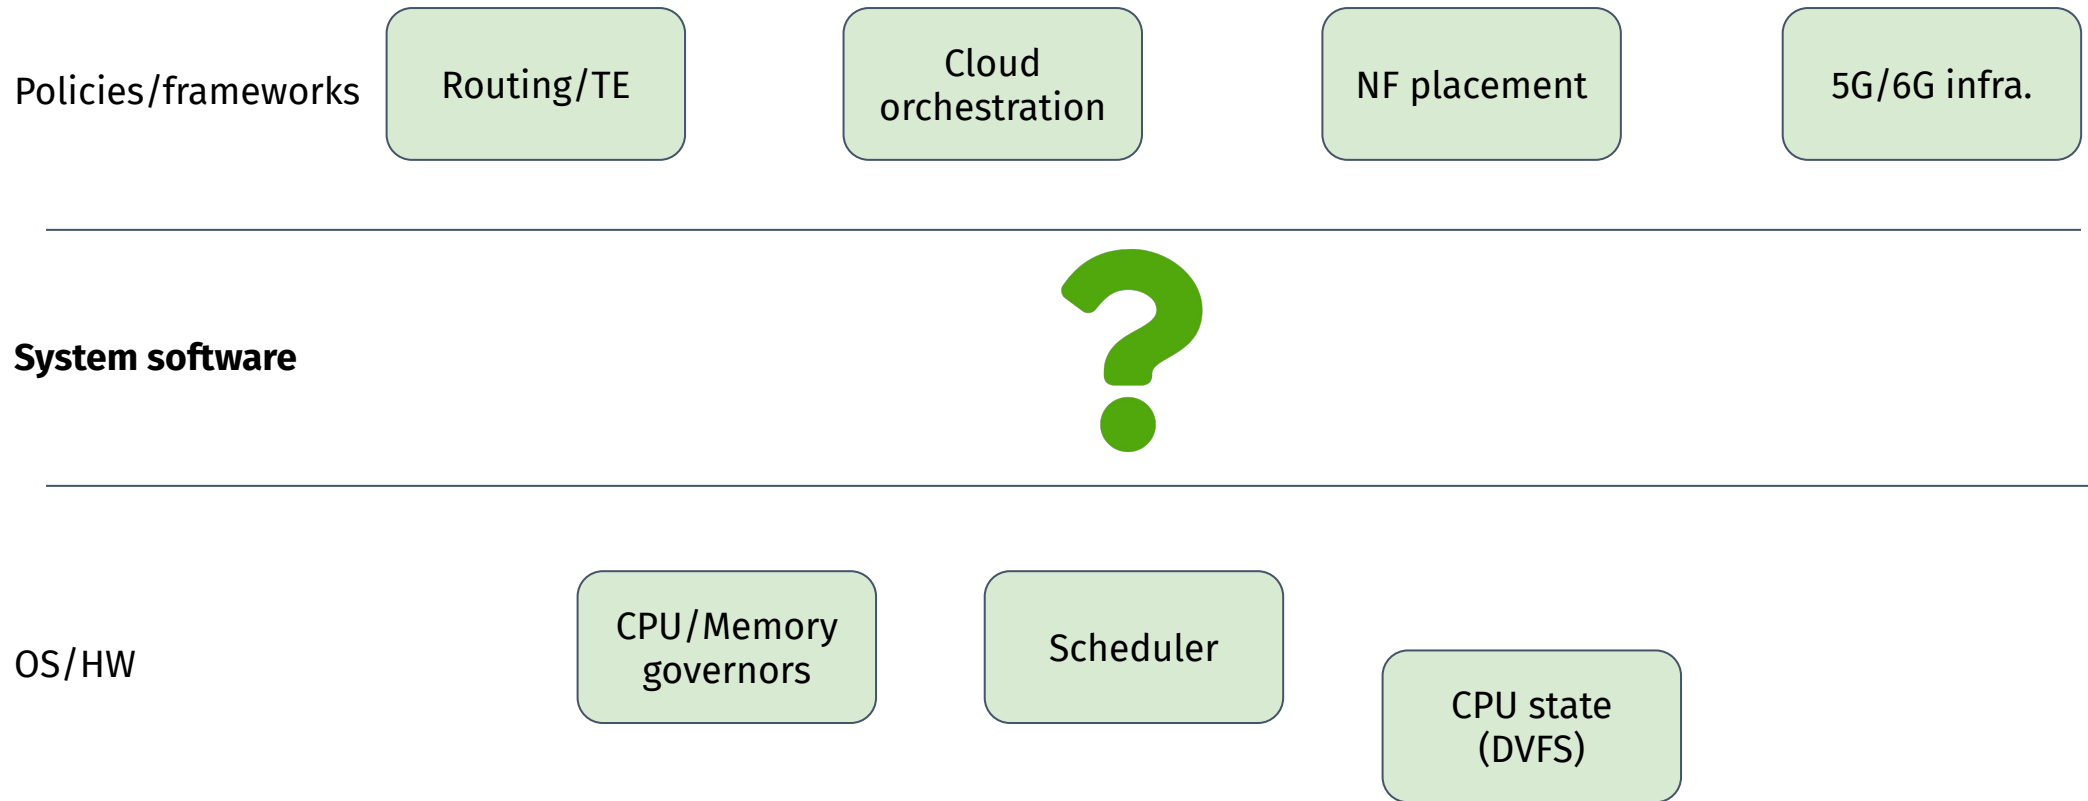 Policies/frameworks
Routing/TE
Cloud
orchestration
NF placement
5G/6G infra.
?
System software
OS/HW
CPU/Memory
governors
Scheduler
CPU state
(DVFS)